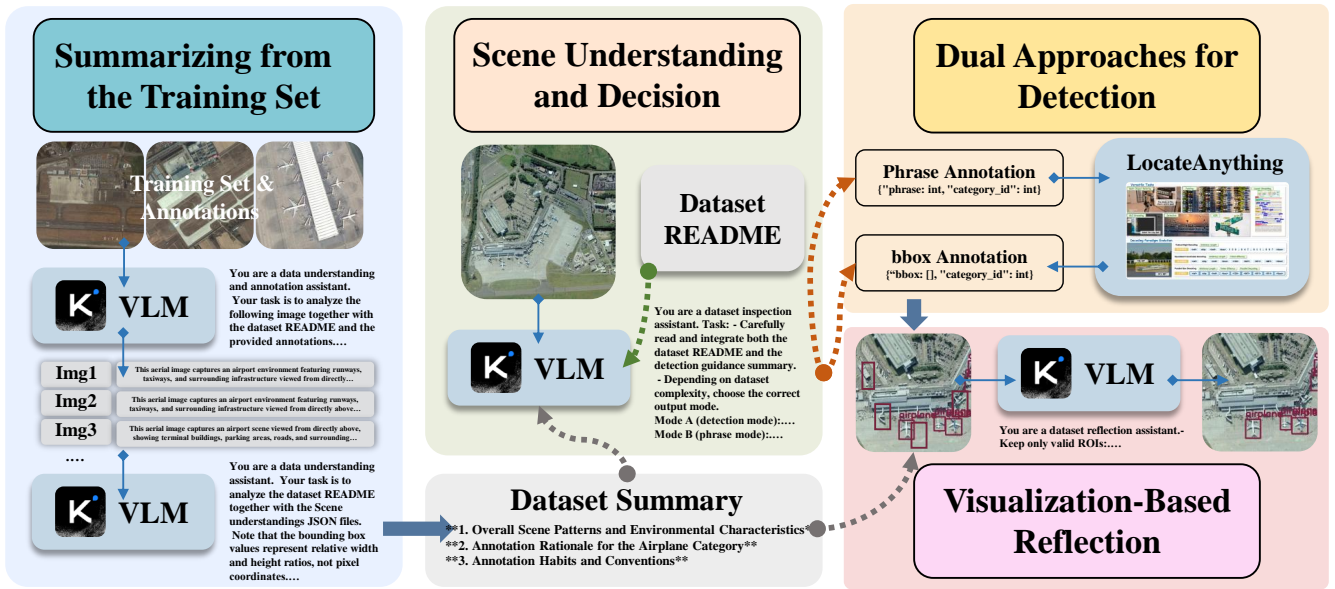 Summarizing from
the Training Set
Training Set &
Annotations
K
VLM
You are a data understanding
and annotation assistant.
Your task is to analyze the
following image together with
the dataset README and the
provided annotations.…
Img1
This aerial image captures an airport environment featuring runways,
taxiways, and surrounding infrastructure viewed from directly…
Img2
This aerial image captures an airport environment featuring runways,
taxiways, and surrounding infrastructure viewed from directly above…
Img3
This aerial image captures an airport scene viewed from directly above,
showing terminal buildings, parking areas, roads, and surrounding…
....
K
VLM
You are a data understanding
assistant. Your task is to
analyze the dataset README
together with the Scene
understandings JSON files.
Note that the bounding box
values represent relative width
and height ratios, not pixel
coordinates.…
Scene Understanding
and Decision
Dataset
README
K
VLM
You are a dataset inspection
assistant. Task: - Carefully
read and integrate both the
dataset README and the
detection guidance summary.
- Depending on dataset
complexity, choose the correct
output mode.
Mode A (detection mode):….
Mode B (phrase mode):….
Dataset Summary
**1. Overall Scene Patterns and Environmental Characteristics*
**2. Annotation Rationale for the Airplane Category**
**3. Annotation Habits and Conventions**
Dual Approaches for
Detection
Phrase Annotation
{"phrase: int, "category_id": int}
LocateAnything
bbox Annotation
{“bbox: [], "category_id": int}
airplane
K
VLM
You are a dataset reflection assistant.-
Keep only valid ROIs:….
airplane
Visualization-Based
Reflection